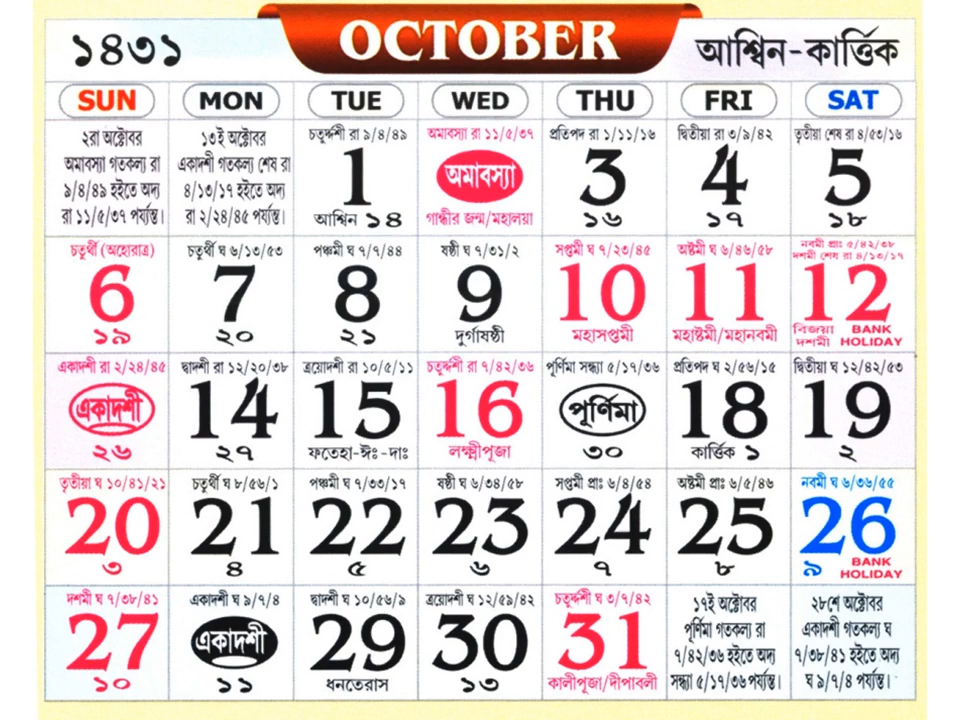 ১৪৩১ OCTOBER আশ্বিন-কার্ত্তিক
SUN MON TUE WED THU FRI SAT
২রা অক্টোবর
অমাবস্যা গতকল্য রা
৯/৪/৪৯ হইতে অদ্য
রা ১১/৫/৩৭ পর্য্যন্ত।
১৩ই অক্টোবর
একাদশী গতকল্য শেষ রা
৪/১৩/১৭ হইতে অদ্য
রা ২/২৪/৪৫ পর্য্যন্ত।
চতুর্দ্দশী রা ৯/৪/৪৯
1
আশ্বিন ১৪
অমাবস্যা রা ১১/৫/৩৭
অমাবস্যা
গান্ধীর জন্ম/মহালয়া
প্রতিপদ রা ১/১১/১৬
3
১৬
দ্বিতীয়া রা ৩/৯/৪২
4
১৭
তৃতীয়া শেষ রা ৪/৫৩/১৬
5
১৮
চতুর্থী (অহোরাত্র)
6
১৯
চতুর্থী ঘ ৬/১৩/৫৩
7
২০
পঞ্চমী ঘ ৭/৭/৪৪
8
২১
ষষ্ঠী ঘ ৭/৩১/২
9
দুর্গাষষ্ঠী
সপ্তমী ঘ ৭/২৩/৪৫
10
মহাসপ্তমী
অষ্টমী ঘ ৬/৪৬/৫৮
11
মহাষ্টমী/মহানবমী
নবমী প্রাঃ ৫/৪২/৩৮
দশমী শেষ রা ৪/১৩/১৭
12
বিজয়া BANK
দশমী HOLIDAY
একাদশী রা ২/২৪/৪৫
একাদশী
২৬
দ্বাদশী রা ১২/২০/৩৮
14
২৭
ত্রয়োদশী রা ১০/৫/১১
15
ফতেহা-ঈঃ-দাঃ
চতুর্দ্দশী রা ৭/৪২/৩৬
16
লক্ষ্মীপূজা
পূর্ণিমা সন্ধ্যা ৫/১৭/৩৬
পূর্ণিমা
৩০
প্রতিপদ ঘ ২/৫৬/১৫
18
কার্ত্তিক ১
দ্বিতীয়া ঘ ১২/৪২/৫৩
19
২
তৃতীয়া ঘ ১০/৪১/২১
20
৩
চতুর্থী ঘ ৮/৫৬/১
21
৪
পঞ্চমী ঘ ৭/৩৩/১৭
22
৫
ষষ্ঠী ঘ ৬/৩৪/৫৮
23
৬
সপ্তমী প্রাঃ ৬/৪/৫৪
24
৭
অষ্টমী প্রাঃ ৬/৫/৪৬
25
৮
নবমী ঘ ৬/৩৬/৫৫
26
৯ BANK
HOLIDAY
দশমী ঘ ৭/৩৮/৪১
27
১০
একাদশী ঘ ৯/৭/৪
একাদশী
১১
দ্বাদশী ঘ ১০/৫৬/৯
29
ধনতেরাস
ত্রয়োদশী ঘ ১২/৫৯/৪২
30
১৩
চতুর্দ্দশী ঘ ৩/৭/৪২
31
কালীপূজা/দীপাবলী
১৭ই অক্টোবর
পূর্ণিমা গতকল্য রা
৭/৪২/৩৬ হইতে অদ্য
সন্ধ্যা ৫/১৭/৩৬ পর্য্যন্ত।
২৮শে অক্টোবর
একাদশী গতকল্য ঘ
৭/৩৮/৪১ হইতে অদ্য
ঘ ৯/৭/৪ পর্য্যন্ত।